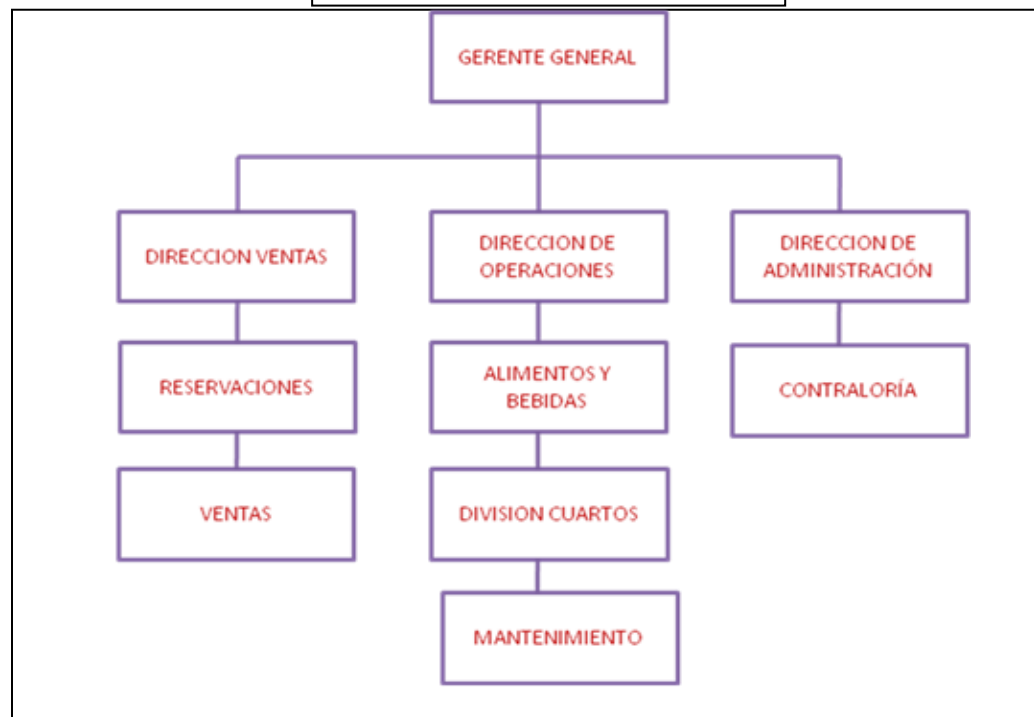 GERENTE GENERAL
DIRECCION VENTAS
DIRECCION DE
OPERACIONES
DIRECCION DE
ADMINISTRACIÓN
RESERVACIONES
ALIMENTOS Y
BEBIDAS
CONTRALORÍA
VENTAS
DIVISION CUARTOS
MANTENIMIENTO